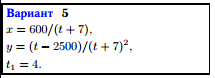 Вариант 5
x = 600/(t + 7),
y = (t − 2500)/(t + 7)²,
t₁ = 4.